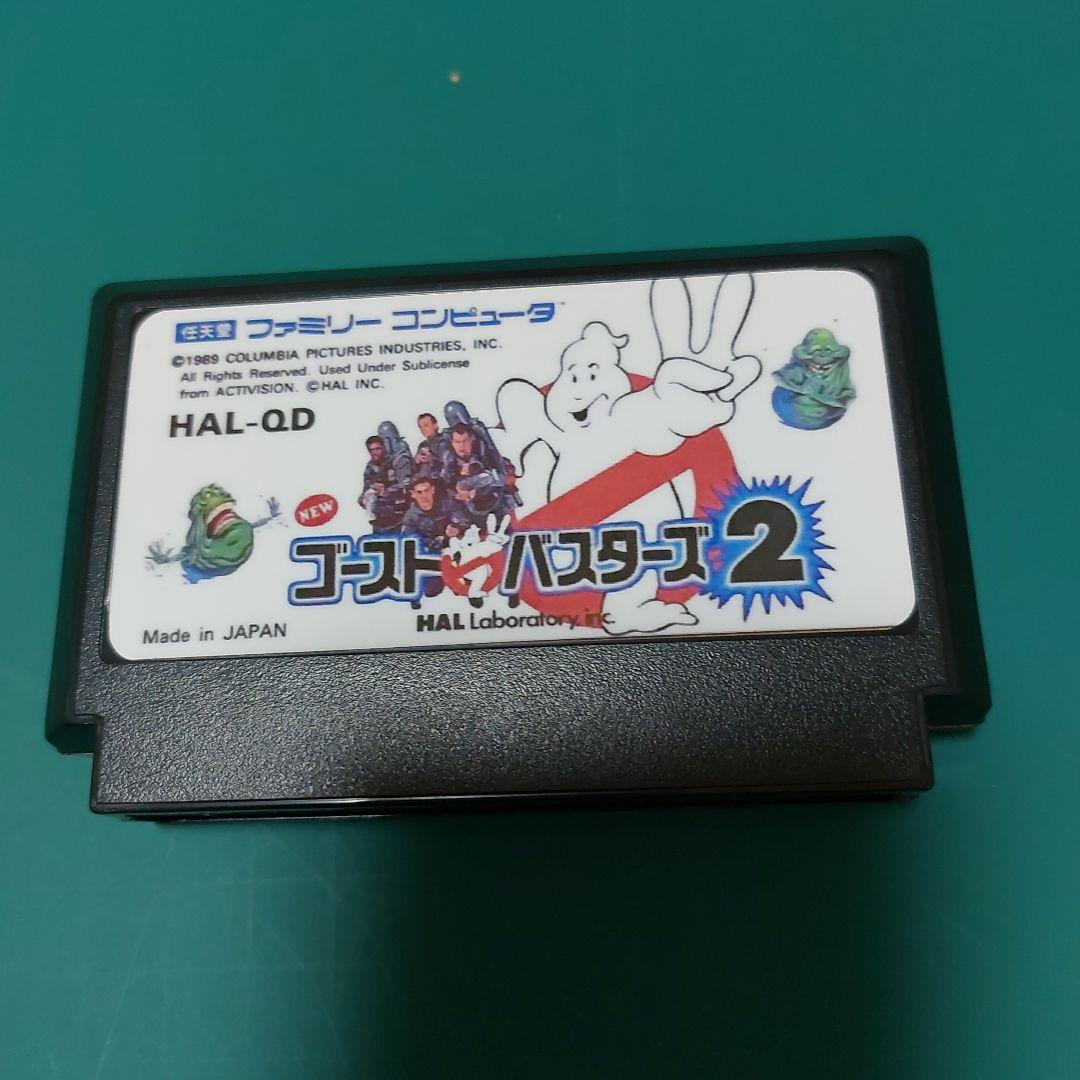 任天堂 ファミリー コンピュータ™
©1989 COLUMBIA PICTURES INDUSTRIES, INC.
All Rights Reserved. Used Under Sublicense
from ACTIVISION. ©HAL INC.
HAL-QD
NEW
ゴーストバスターズ2
HAL Laboratory, inc.
Made in JAPAN